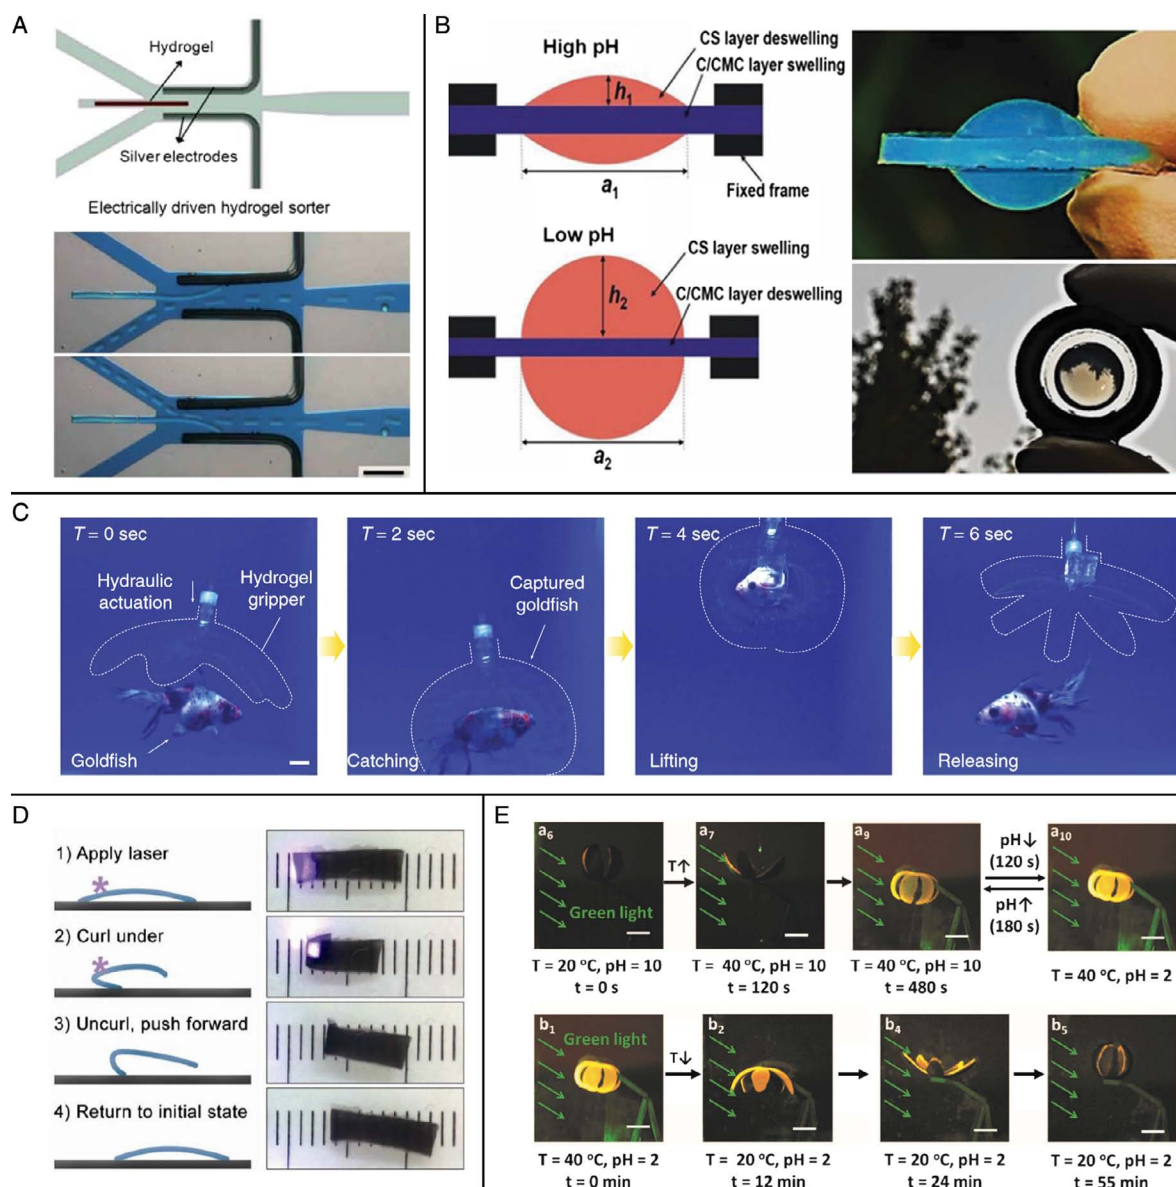 A
Hydrogel
Silver electrodes
Electrically driven hydrogel sorter
B
High pH
CS layer deswelling
C/CMC layer swelling
h1
a1
Fixed frame
Low pH
CS layer swelling
C/CMC layer deswelling
h2
a2
C
T = 0 sec
Hydraulic
actuation
Hydrogel
gripper
Goldfish
T = 2 sec
Captured
goldfish
Catching
T = 4 sec
Lifting
T = 6 sec
Releasing
D
1) Apply laser
2) Curl under
3) Uncurl, push forward
4) Return to initial state
E
a6
Green light
T = 20 °C, pH = 10
t = 0 s
T↑
a7
T = 40 °C, pH = 10
t = 120 s
a9
T = 40 °C, pH = 10
t = 480 s
pH↓
(120 s)
pH↑
(180 s)
a10
T = 40 °C, pH = 2
b1
Green light
T = 40 °C, pH = 2
t = 0 min
T↓
b2
T = 20 °C, pH = 2
t = 12 min
b4
T = 20 °C, pH = 2
t = 24 min
b5
T = 20 °C, pH = 2
t = 55 min